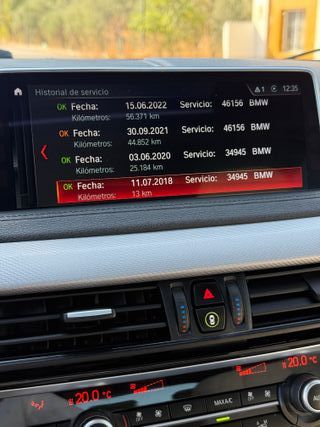 Historial de servicio
1
12:35
OK Fecha: 15.06.2022 Servicio: 46156 BMW
Kilómetros: 56.371 km
OK Fecha: 30.09.2021 Servicio: 46156 BMW
Kilómetros: 44.852 km
OK Fecha: 03.06.2020 Servicio: 34945 BMW
Kilómetros: 25.184 km
OK Fecha: 11.07.2018 Servicio: 34945 BMW
Kilómetros: 13 km
20.0 °C
20.0 °C
AUTO
MAX A/C